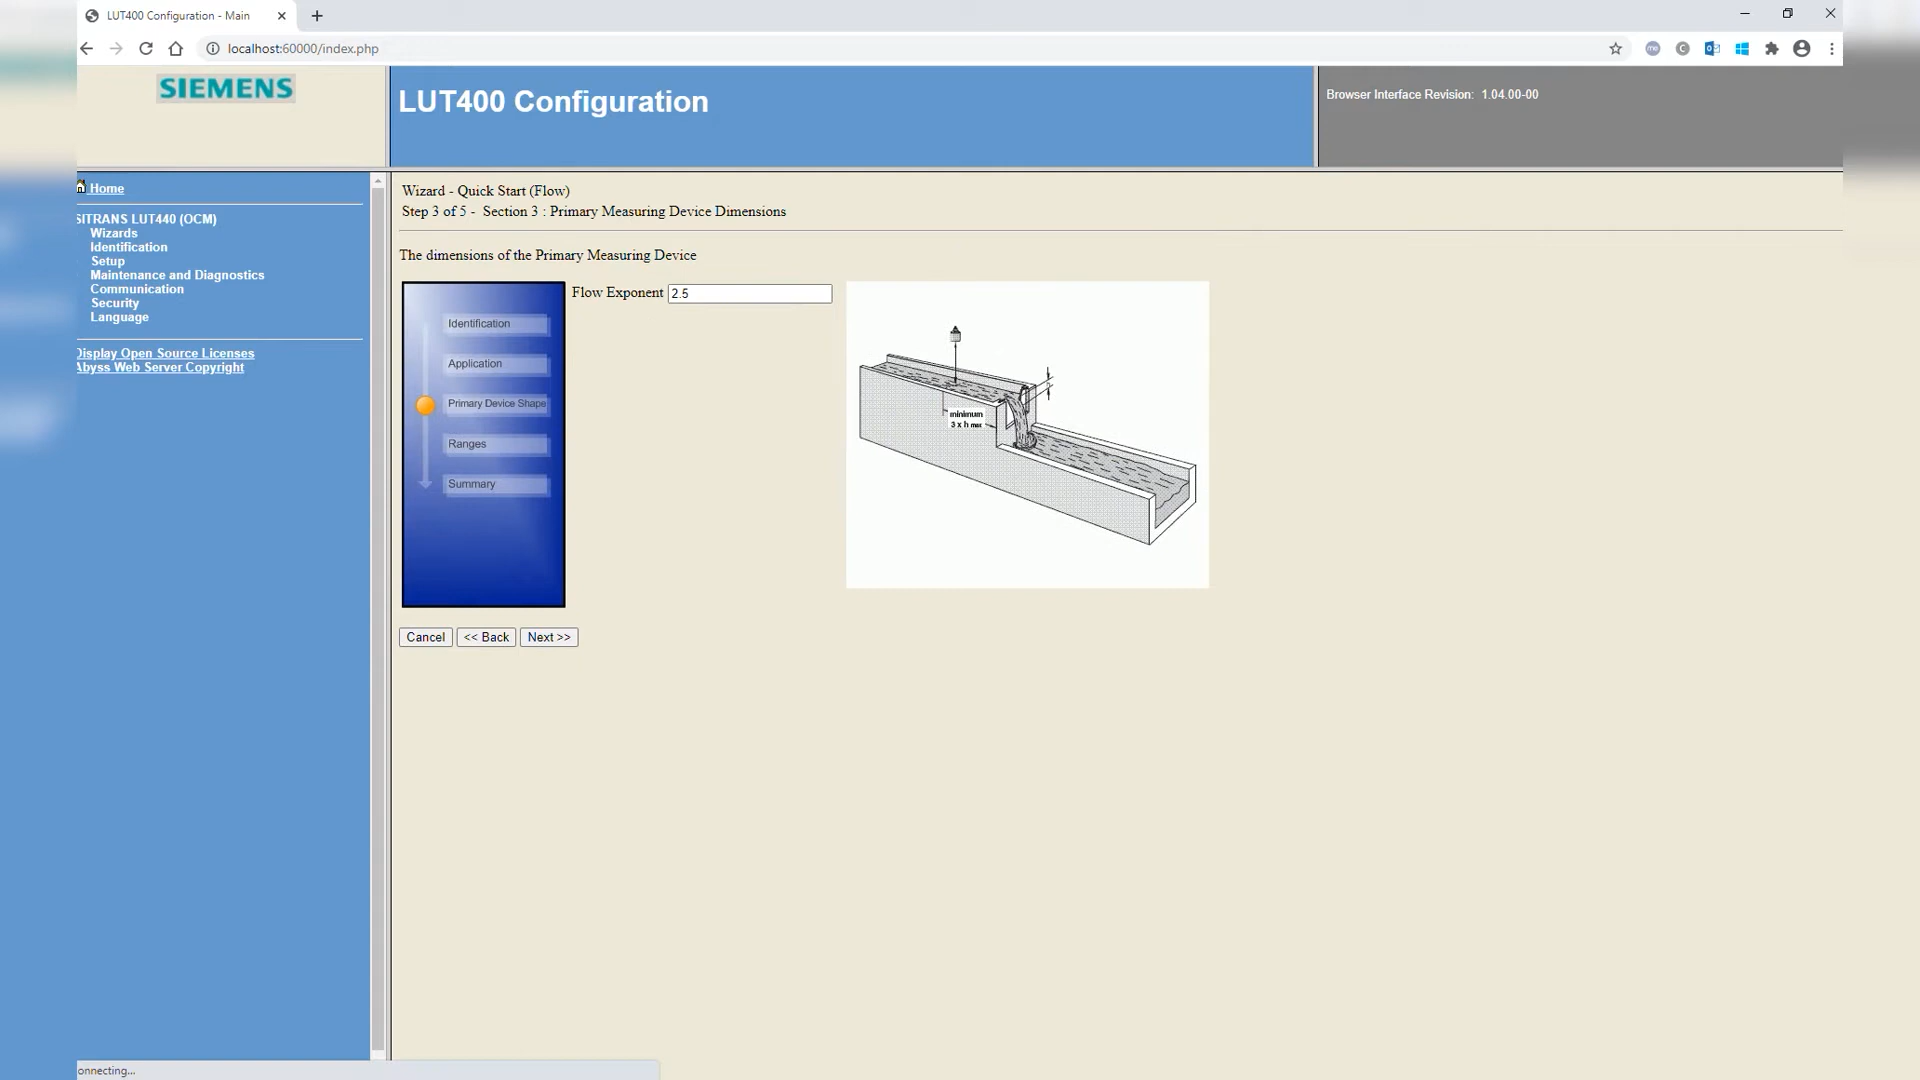 LUT400 Configuration - Main
localhost:60000/index.php
SIEMENS
LUT400 Configuration
Browser Interface Revision: 1.04.00-00
Home
SITRANS LUT440 (OCM)
Wizards
Identification
Setup
Maintenance and Diagnostics
Communication
Security
Language
Display Open Source Licenses
Abyss Web Server Copyright
Wizard - Quick Start (Flow)
Step 3 of 5 - Section 3 : Primary Measuring Device Dimensions
The dimensions of the Primary Measuring Device
Identification
Application
Primary Device Shape
Ranges
Summary
Flow Exponent 2.5
minimum
3 x h max
Cancel << Back Next >>
onnecting...